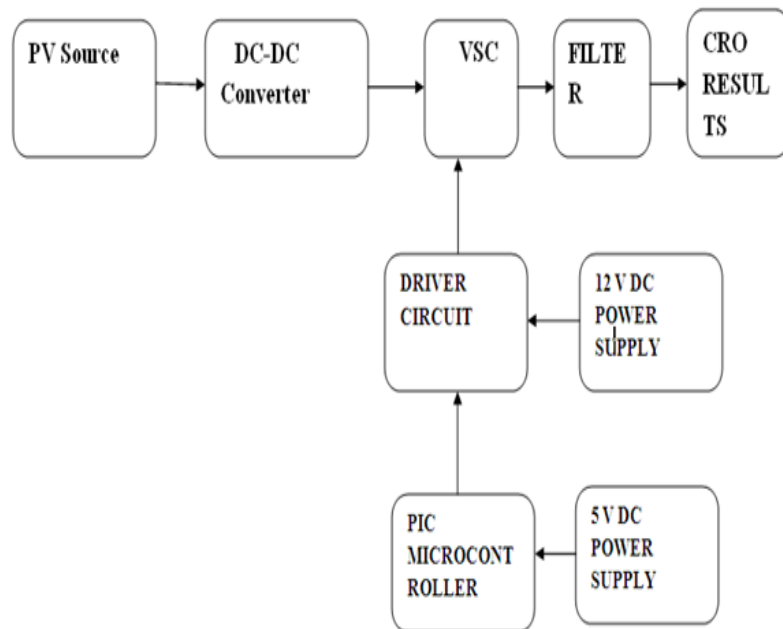 PV Source
DC-DC
Converter
VSC
FILTE
R
CRO
RESUL
TS
DRIVER
CIRCUIT
12 V DC
POWER
SUPPLY
PIC
MICROCONT
ROLLER
5 V DC
POWER
SUPPLY